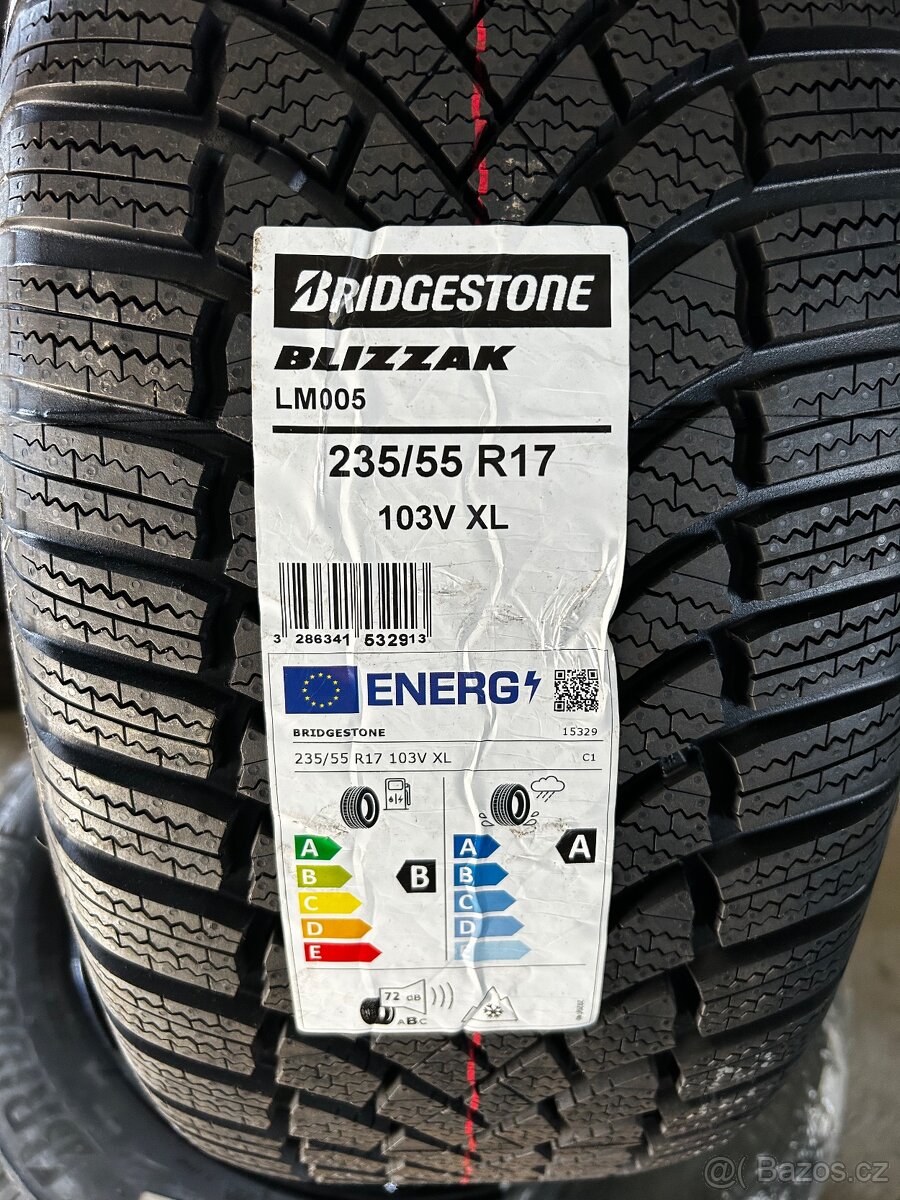 BRIDGESTONE
BLIZZAK
LM005
235/55 R17
103V XL
3 286341 532913
ENERG
BRIDGESTONE 15329
235/55 R17 103V XL C1
A A A
B B B
C C
D D
E
72 dB
ABC
@ Bazos.cz